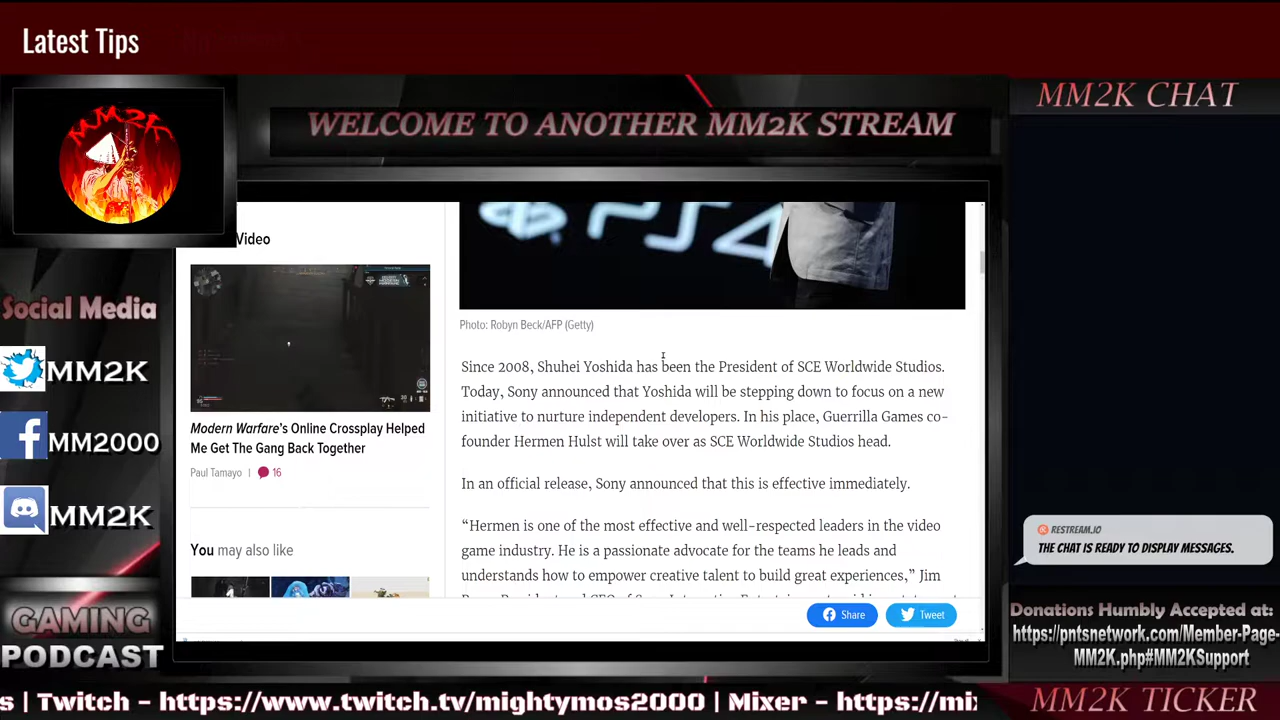 Latest Tips
MM2K
WELCOME TO ANOTHER MM2K STREAM
MM2K CHAT
Video
PS4
Photo: Robyn Beck/AFP (Getty)
Since 2008, Shuhei Yoshida has been the President of SCE Worldwide Studios.
Today, Sony announced that Yoshida will be stepping down to focus on a new
initiative to nurture independent developers. In his place, Guerrilla Games co-
founder Hermen Hulst will take over as SCE Worldwide Studios head.
In an official release, Sony announced that this is effective immediately.
“Hermen is one of the most effective and well-respected leaders in the video
game industry. He is a passionate advocate for the teams he leads and
understands how to empower creative talent to build great experiences,” Jim
Modern Warfare's Online Crossplay Helped
Me Get The Gang Back Together
Paul Tamayo | 16
You may also like
Share
Tweet
Social Media
MM2K
MM2000
MM2K
GAMING
PODCAST
RESTREAM.IO
THE CHAT IS READY TO DISPLAY MESSAGES.
Donations Humbly Accepted at:
https://pntsnetwork.com/Member-Page-
MM2K.php#MM2KSupport
s | Twitch - https://www.twitch.tv/mightymos2000 | Mixer - https://mix
MM2K TICKER